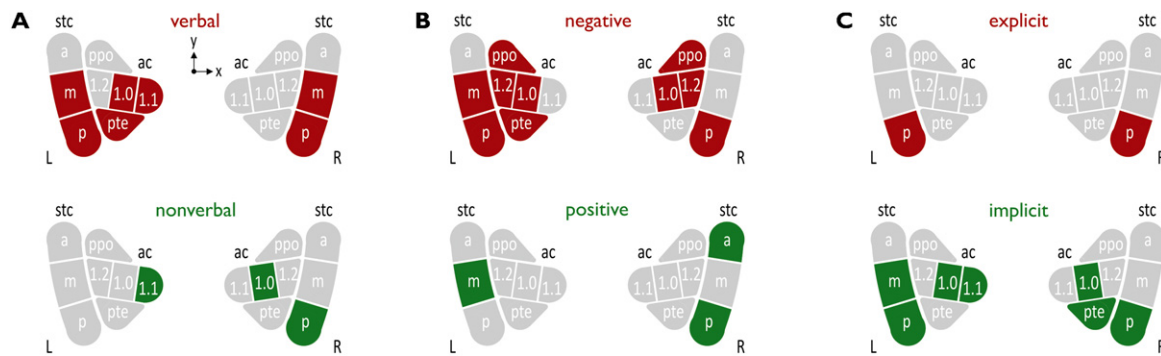 A verbal B negative C explicit
stc y stc stc stc stc stc
a ppo ac x ac ppo a a ppo ac ac ppo a a ppo ac ac ppo a
m 1.2 1.0 1.1 1.1 1.0 1.2 m m 1.2 1.0 1.1 1.1 1.0 1.2 m m 1.2 1.0 1.1 1.1 1.0 1.2 m
p pte pte p p pte pte p p pte pte p
L R L R L R
nonverbal positive implicit
stc stc stc stc stc stc
a ppo ac ac ppo a a ppo ac ac ppo a a ppo ac ac ppo a
m 1.2 1.0 1.1 1.1 1.0 1.2 m m 1.2 1.0 1.1 1.1 1.0 1.2 m m 1.2 1.0 1.1 1.1 1.0 1.2 m
p pte pte p p pte pte p p pte pte p
L R L R L R